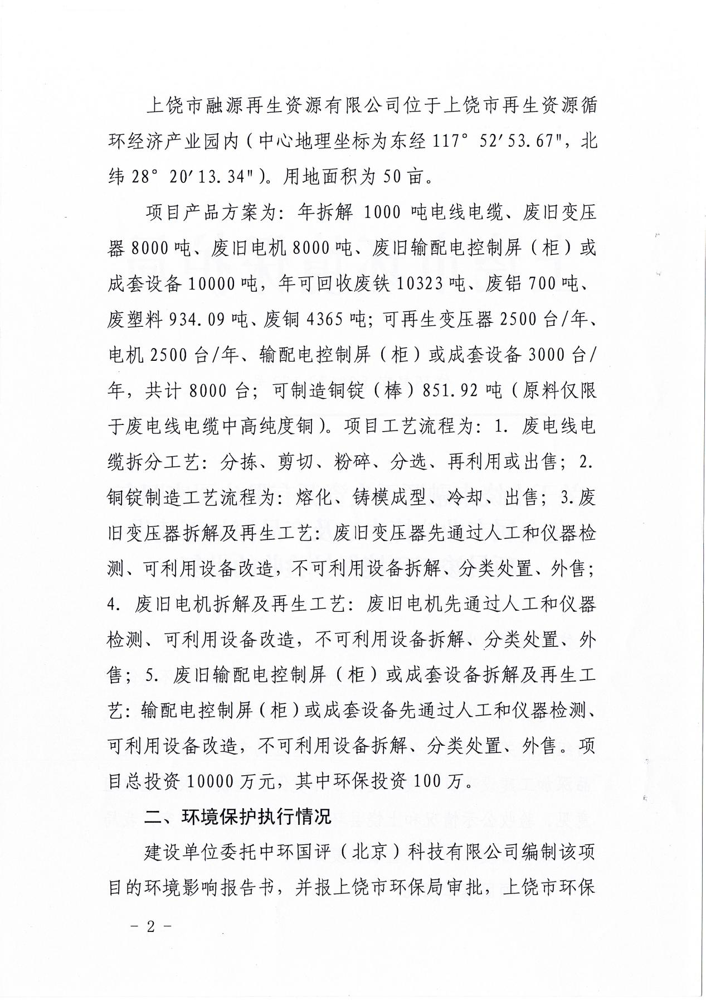 上饶市融源再生资源有限公司位于上饶市再生资源循
环经济产业园内（中心地理坐标为东经117° 52′53.67"，北
纬28° 20′13.34"）。用地面积为50亩。
项目产品方案为：年拆解 1000 吨电线电缆、废旧变压
器8000吨、废旧电机8000吨、废旧输配电控制屏（柜）或
成套设备10000吨，年可回收废铁10323吨、废铝700吨、
废塑料934.09吨、废铜4365吨；可再生变压器2500台/年、
电机2500台/年、输配电控制屏（柜）或成套设备3000台/
年，共计8000台；可制造铜锭（棒）851.92吨（原料仅限
于废电线电缆中高纯度铜）。项目工艺流程为：1. 废电线电
缆拆分工艺：分拣、剪切、粉碎、分选、再利用或出售；2.
铜锭制造工艺流程为：熔化、铸模成型、冷却、出售；3.废
旧变压器拆解及再生工艺：废旧变压器先通过人工和仪器检
测、可利用设备改造，不可利用设备拆解、分类处置、外售；
4. 废旧电机拆解及再生工艺：废旧电机先通过人工和仪器
检测、可利用设备改造，不可利用设备拆解、分类处置、外
售；5. 废旧输配电控制屏（柜）或成套设备拆解及再生工
艺：输配电控制屏（柜）或成套设备先通过人工和仪器检测、
可利用设备改造，不可利用设备拆解、分类处置、外售。项
目总投资10000万元，其中环保投资100万。
二、环境保护执行情况
建设单位委托中环国评（北京）科技有限公司编制该项
目的环境影响报告书，并报上饶市环保局审批，上饶市环保
- 2 -